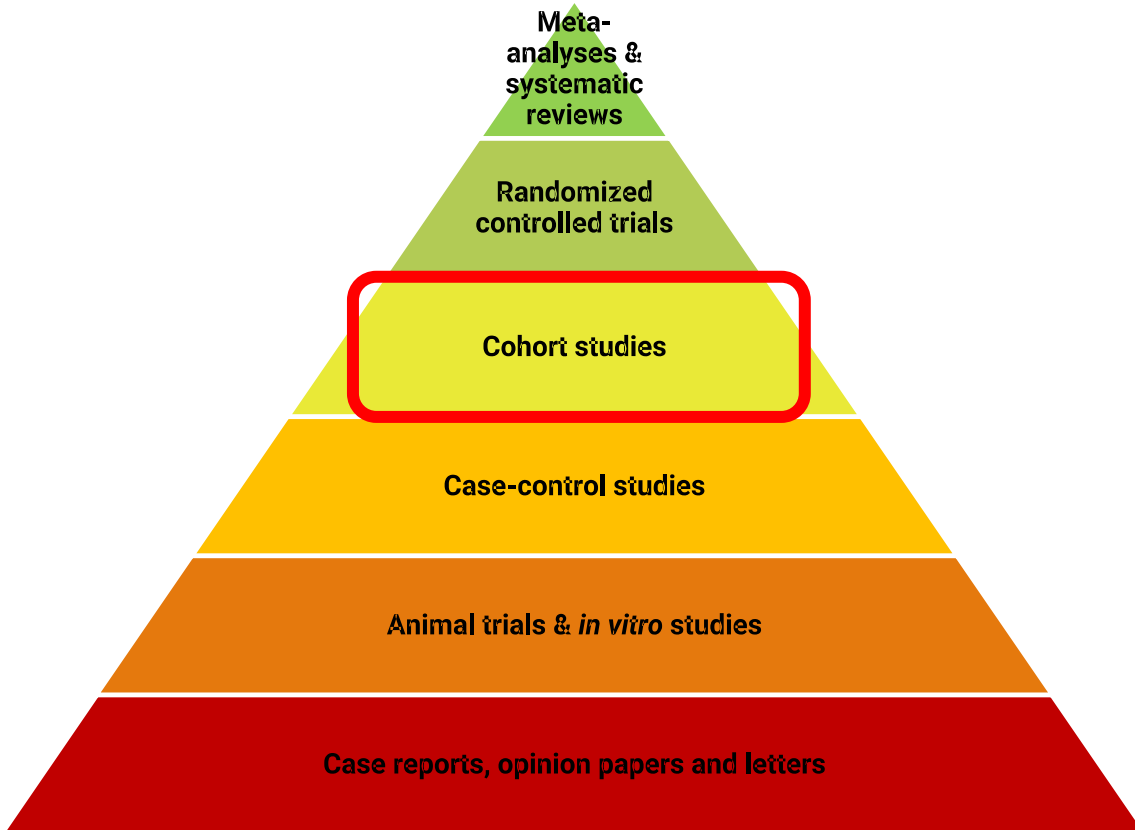 Meta-
analyses &
systematic
reviews
Randomized
controlled trials
Cohort studies
Case-control studies
Animal trials & in vitro studies
Case reports, opinion papers and letters